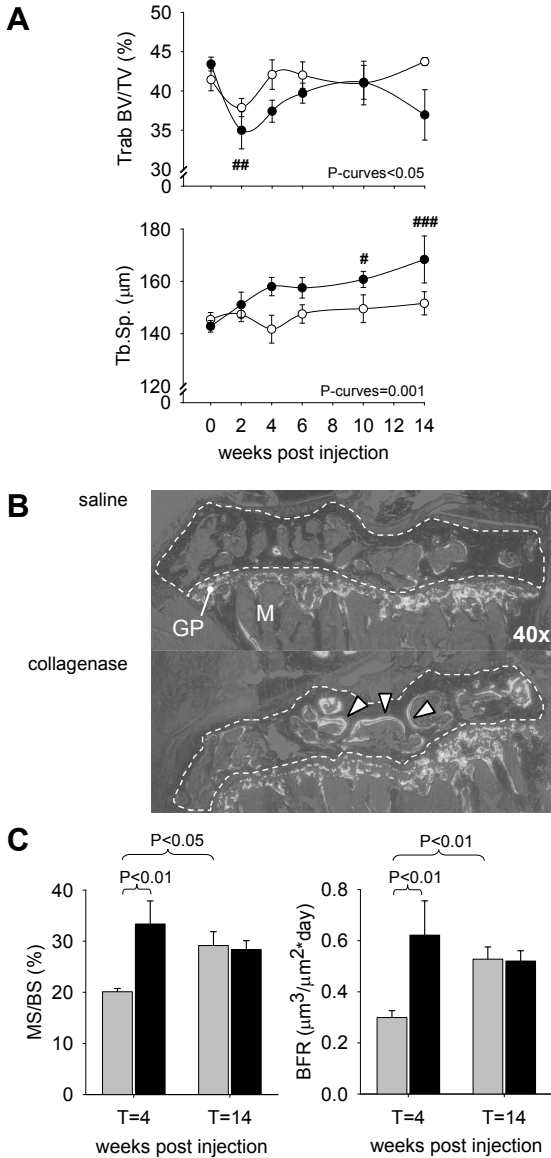 A
Trab BV/TV (%)
50
45
40
35
30
0
##
P-curves<0.05
Tb.Sp. (μm)
180
160
140
120
0
#
###
P-curves=0.001
0 2 4 6 10 14
weeks post injection
B
saline
GP
M
40x
collagenase
C
P<0.05
P<0.01
MS/BS (%)
40
30
20
10
0
T=4 T=14
weeks post injection
P<0.01
P<0.01
BFR (μm³/μm²*day)
0.8
0.6
0.4
0.2
0.0
T=4 T=14
weeks post injection